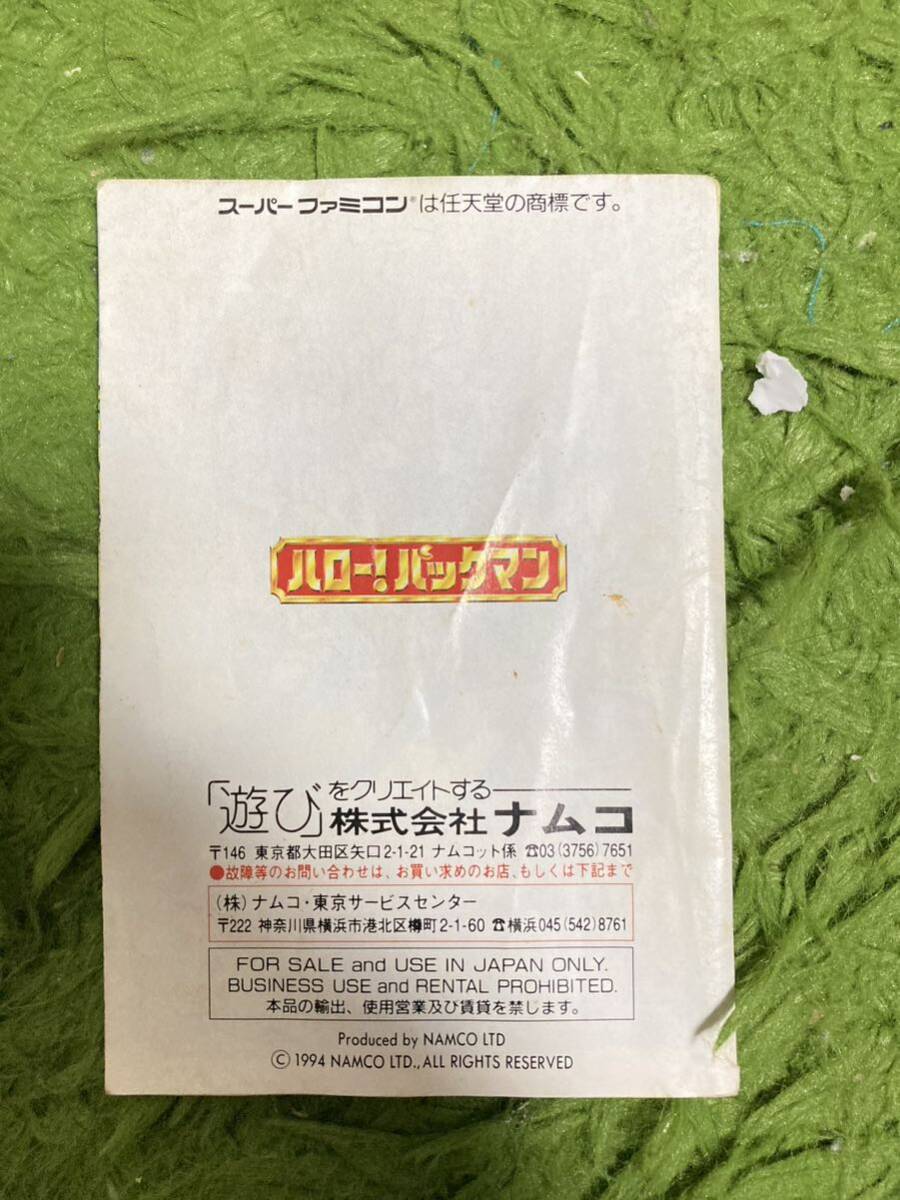 スーパーファミコン®は任天堂の商標です。
ハロー!パックマン
「遊び」をクリエイトする
株式会社ナムコ
〒146 東京都大田区矢口2-1-21 ナムコット係 ☎03(3756)7651
●故障等のお問い合わせは、お買い求めのお店、もしくは下記まで
(株)ナムコ・東京サービスセンター
〒222 神奈川県横浜市港北区樽町2-1-60 ☎横浜045(542)8761
FOR SALE and USE IN JAPAN ONLY.
BUSINESS USE and RENTAL PROHIBITED.
本品の輸出、使用営業及び賃貸を禁じます。
Produced by NAMCO LTD
© 1994 NAMCO LTD., ALL RIGHTS RESERVED